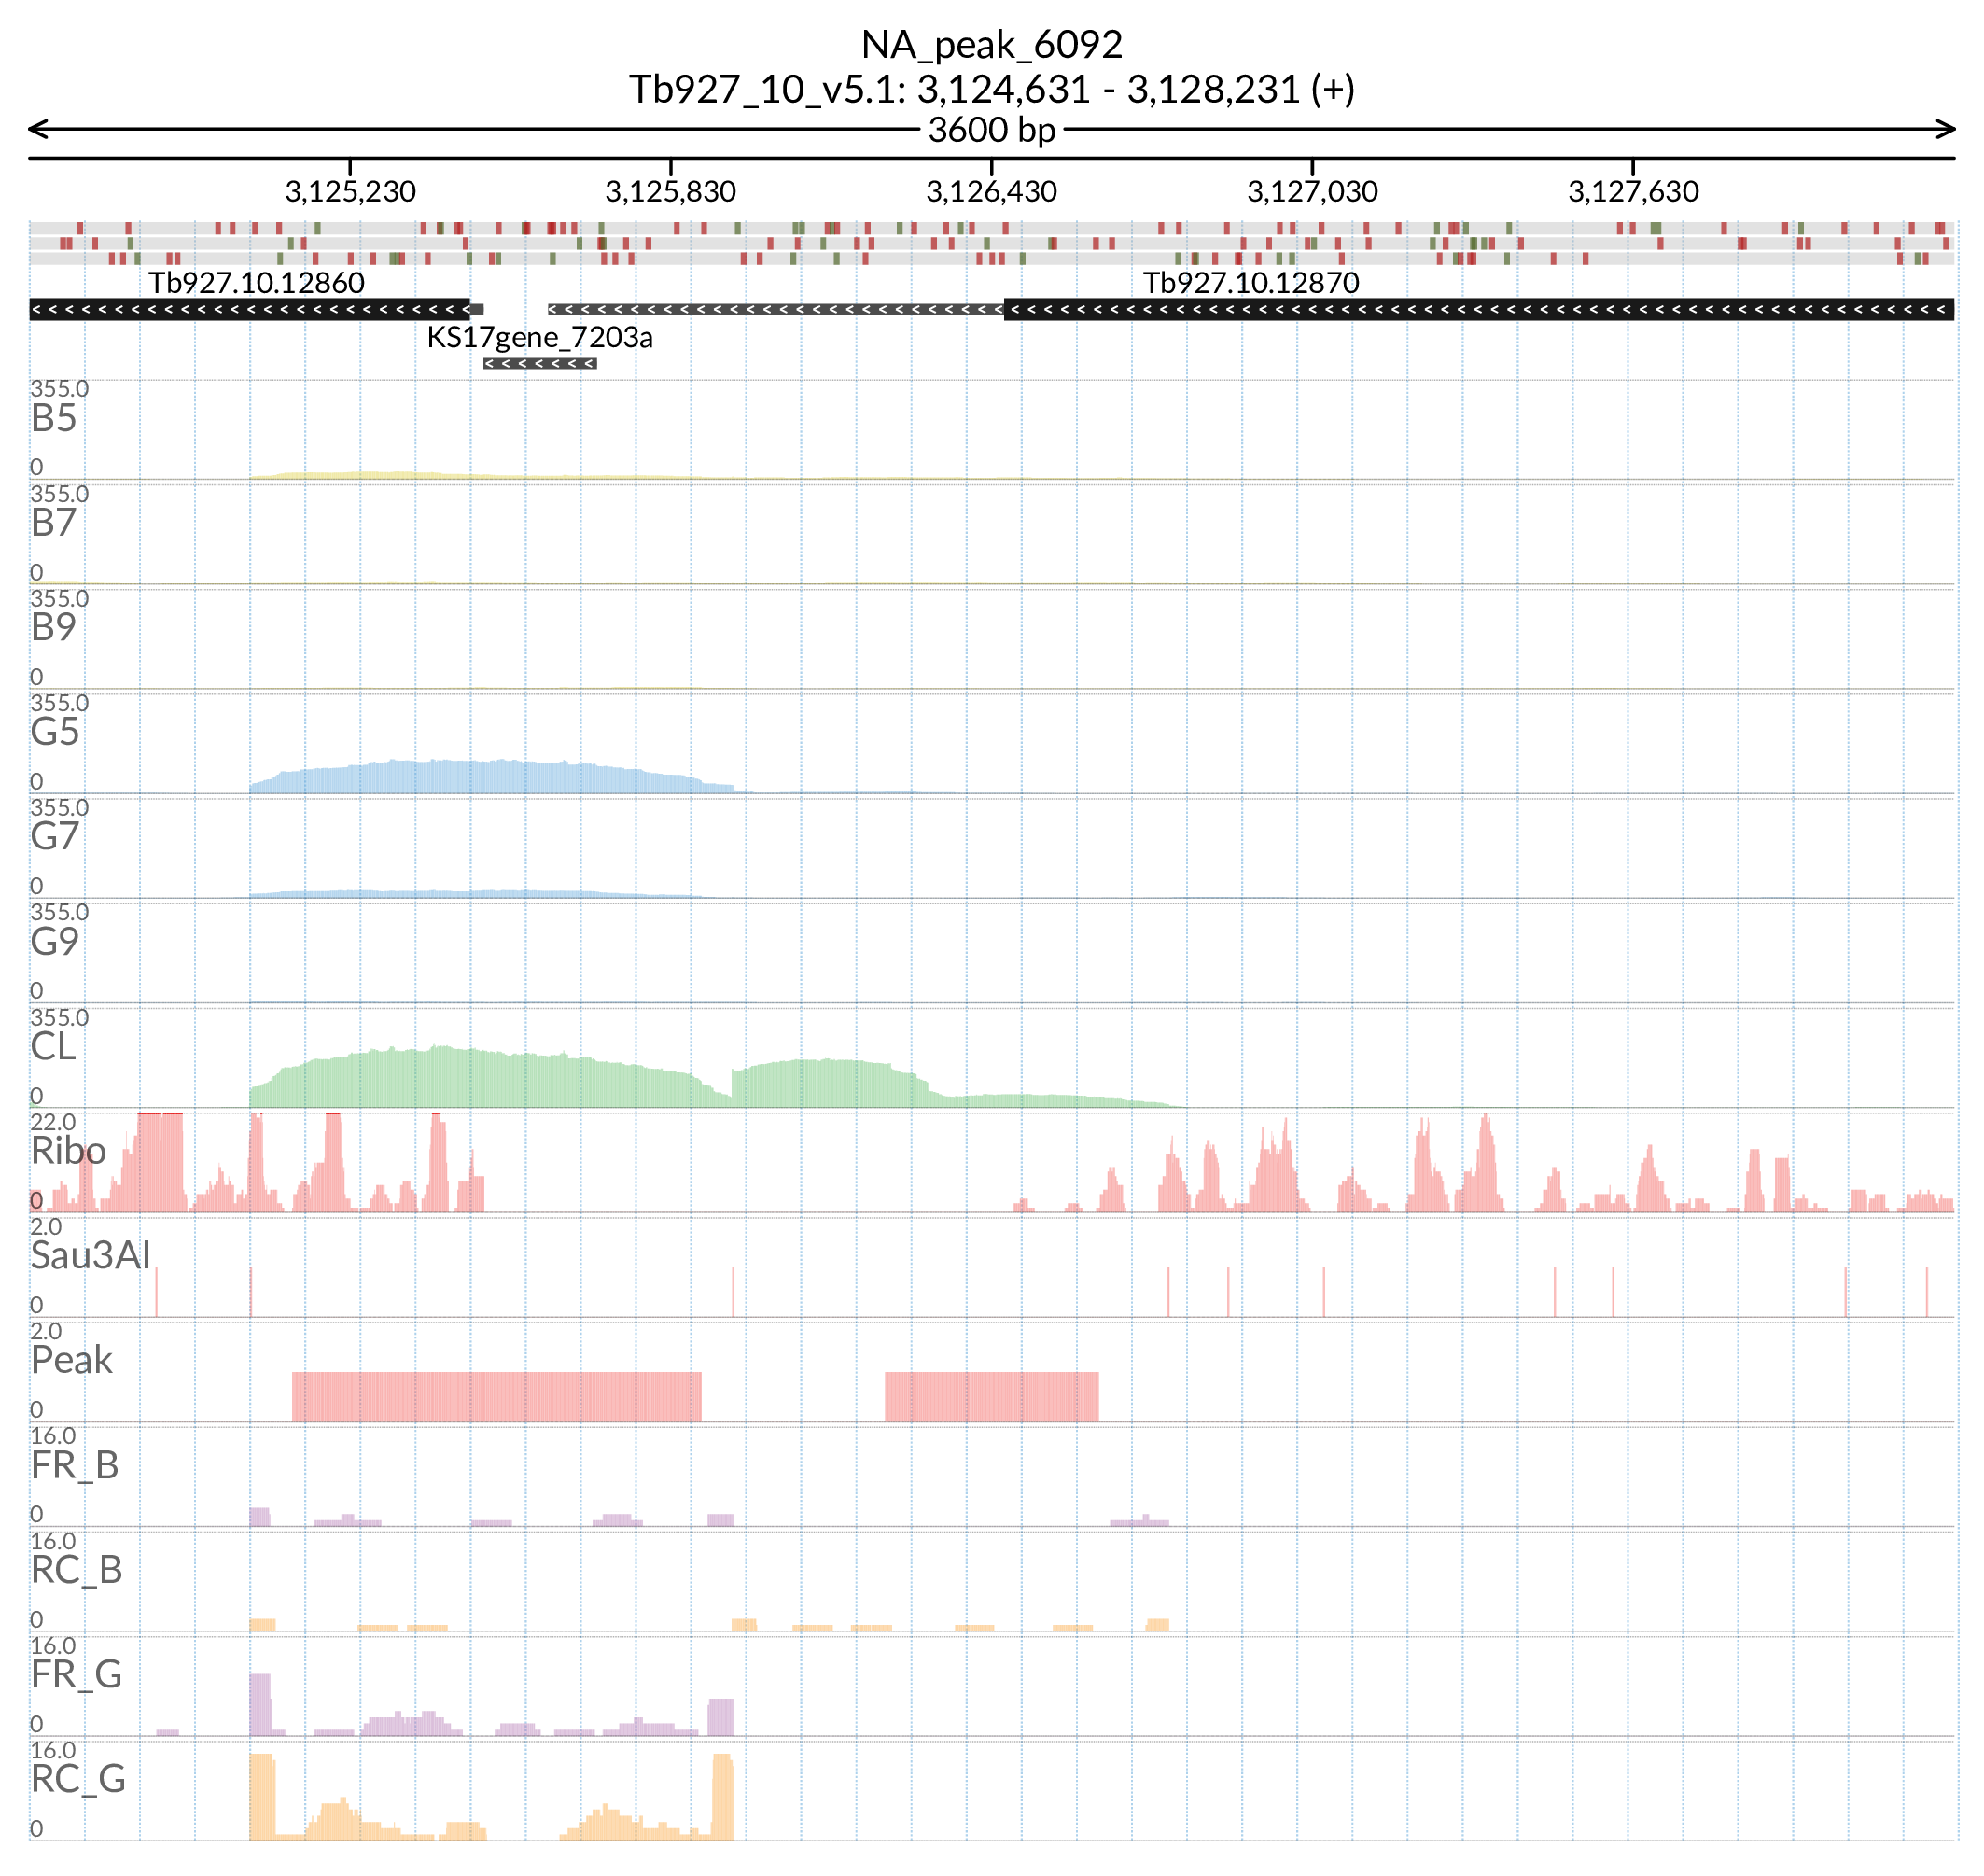 NA_peak_6092
Tb927_10_v5.1: 3,124,631 - 3,128,231 (+)
3600 bp
3,125,230 3,125,830 3,126,430 3,127,030 3,127,630
Tb927.10.12860 Tb927.10.12870
KS17gene_7203a
355.0
B5
0
355.0
B7
0
355.0
B9
0
355.0
G5
0
355.0
G7
0
355.0
G9
0
355.0
CL
0
22.0
Ribo
0
2.0
Sau3AI
0
2.0
Peak
0
16.0
FR_B
0
16.0
RC_B
0
16.0
FR_G
0
16.0
RC_G
0